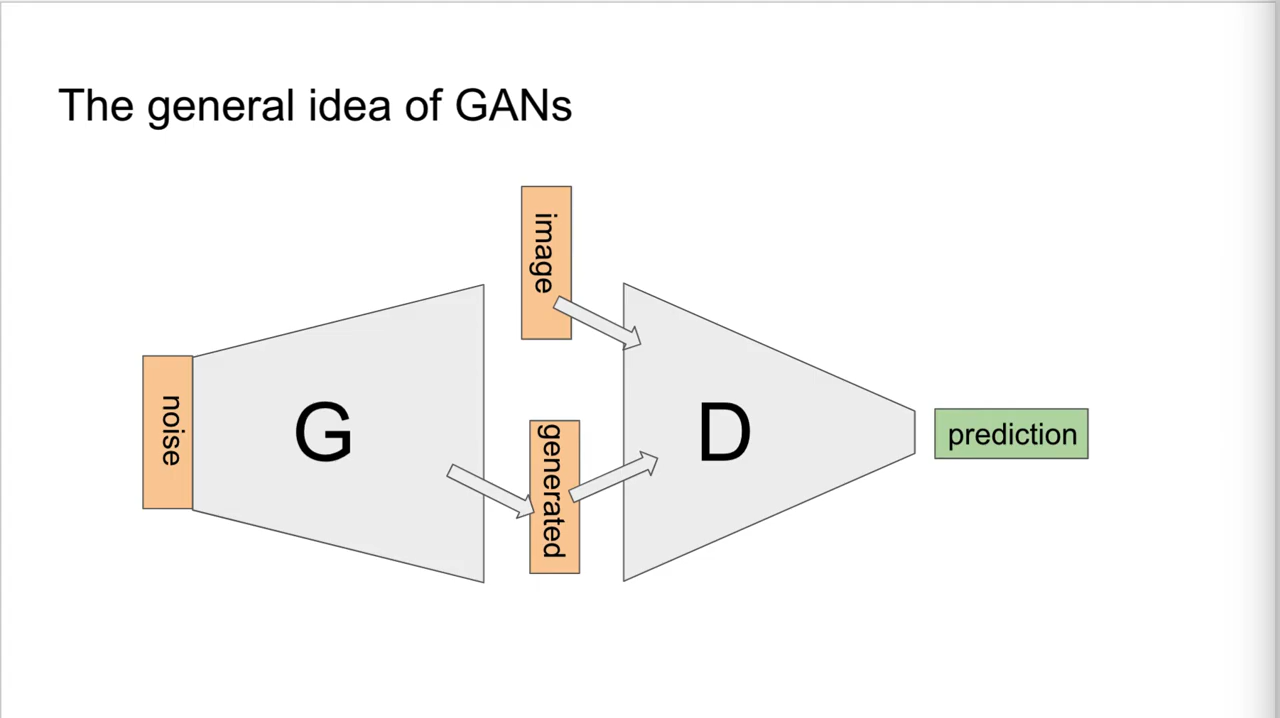 The general idea of GANs
image
noise
G
generated
D
prediction